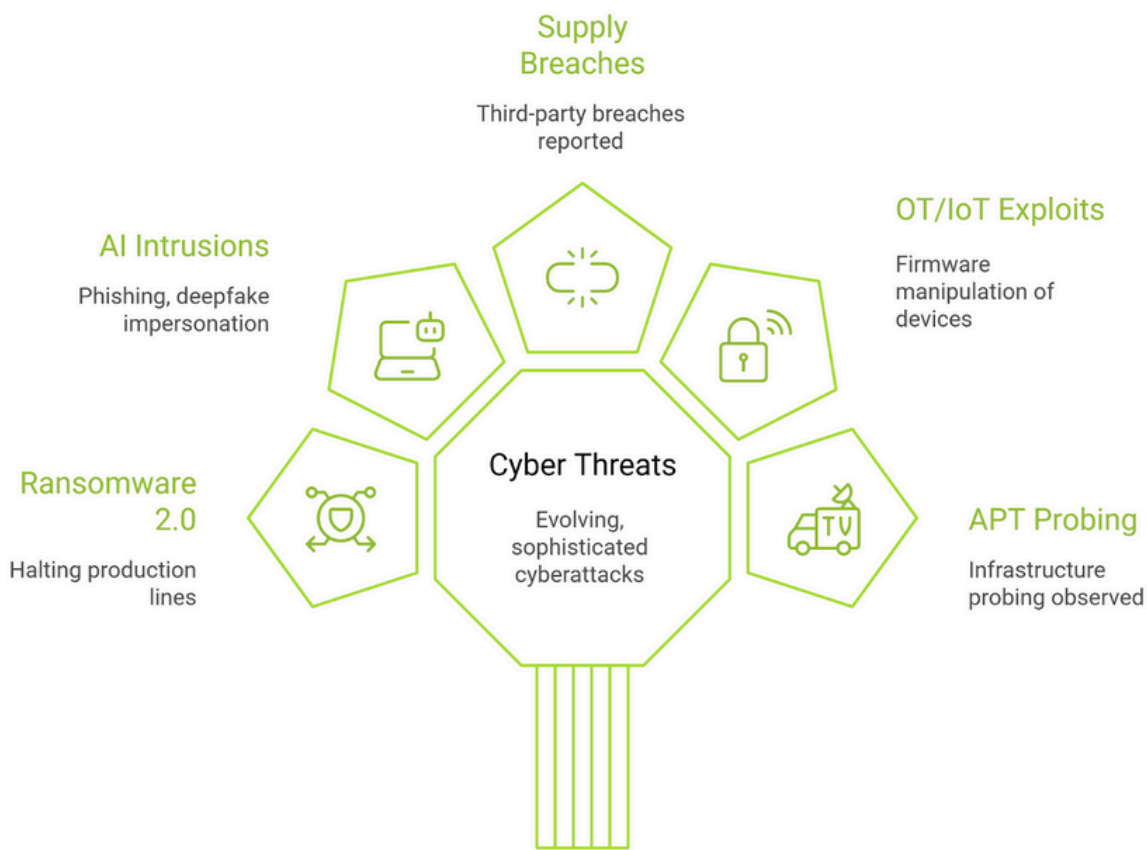 Supply
Breaches
Third-party breaches
reported
OT/IoT Exploits
Firmware
manipulation of
devices
AI Intrusions
Phishing, deepfake
impersonation
Cyber Threats
Evolving,
sophisticated
cyberattacks
Ransomware
2.0
Halting production
lines
TV
APT Probing
Infrastructure
probing observed